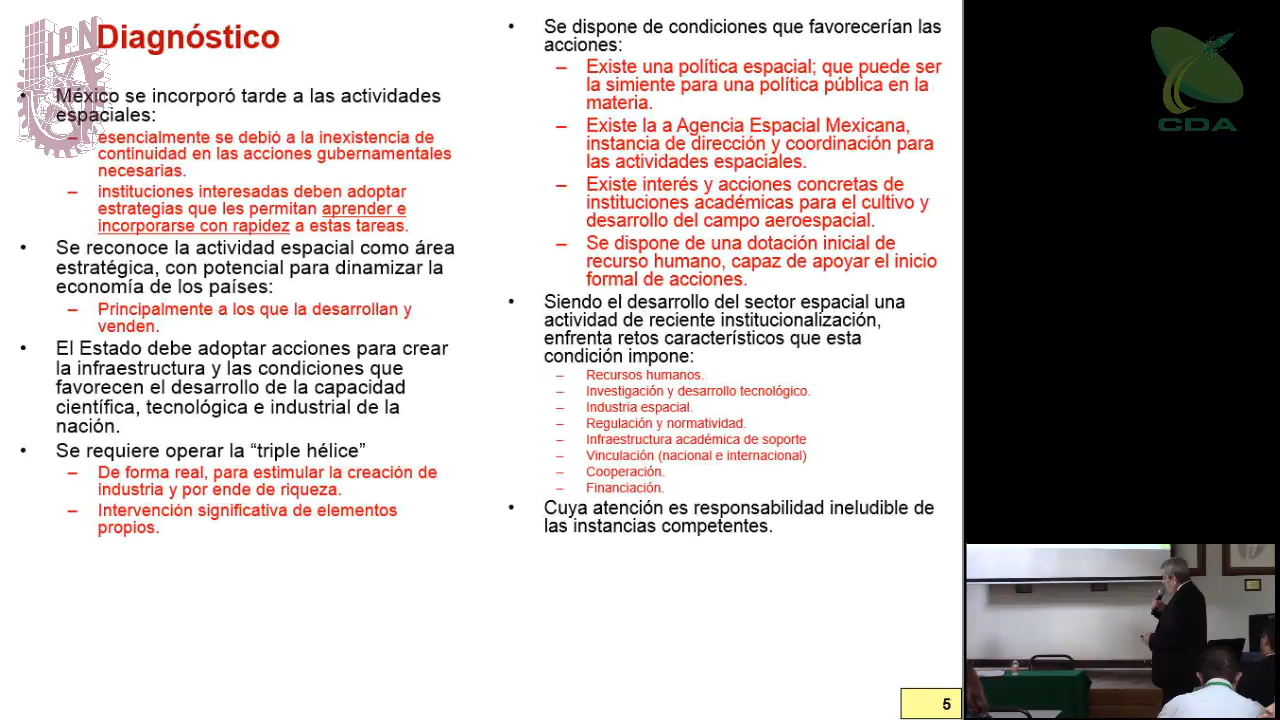 IPN
Diagnóstico
• México se incorporó tarde a las actividades
espaciales:
– esencialmente se debió a la inexistencia de
continuidad en las acciones gubernamentales
necesarias.
– instituciones interesadas deben adoptar
estrategias que les permitan aprender e
incorporarse con rapidez a estas tareas.
• Se reconoce la actividad espacial como área
estratégica, con potencial para dinamizar la
economía de los países:
– Principalmente a los que la desarrollan y
venden.
• El Estado debe adoptar acciones para crear
la infraestructura y las condiciones que
favorecen el desarrollo de la capacidad
científica, tecnológica e industrial de la
nación.
• Se requiere operar la “triple hélice”
– De forma real, para estimular la creación de
industria y por ende de riqueza.
– Intervención significativa de elementos
propios.
• Se dispone de condiciones que favorecerían las
acciones:
– Existe una política espacial; que puede ser
la simiente para una política pública en la
materia.
– Existe la a Agencia Espacial Mexicana,
instancia de dirección y coordinación para
las actividades espaciales.
– Existe interés y acciones concretas de
instituciones académicas para el cultivo y
desarrollo del campo aeroespacial.
– Se dispone de una dotación inicial de
recurso humano, capaz de apoyar el inicio
formal de acciones.
• Siendo el desarrollo del sector espacial una
actividad de reciente institucionalización,
enfrenta retos característicos que esta
condición impone:
– Recursos humanos.
– Investigación y desarrollo tecnológico.
– Industria espacial.
– Regulación y normatividad.
– Infraestructura académica de soporte
– Vinculación (nacional e internacional)
– Cooperación.
– Financiación.
• Cuya atención es responsabilidad ineludible de
las instancias competentes.
5
CDA